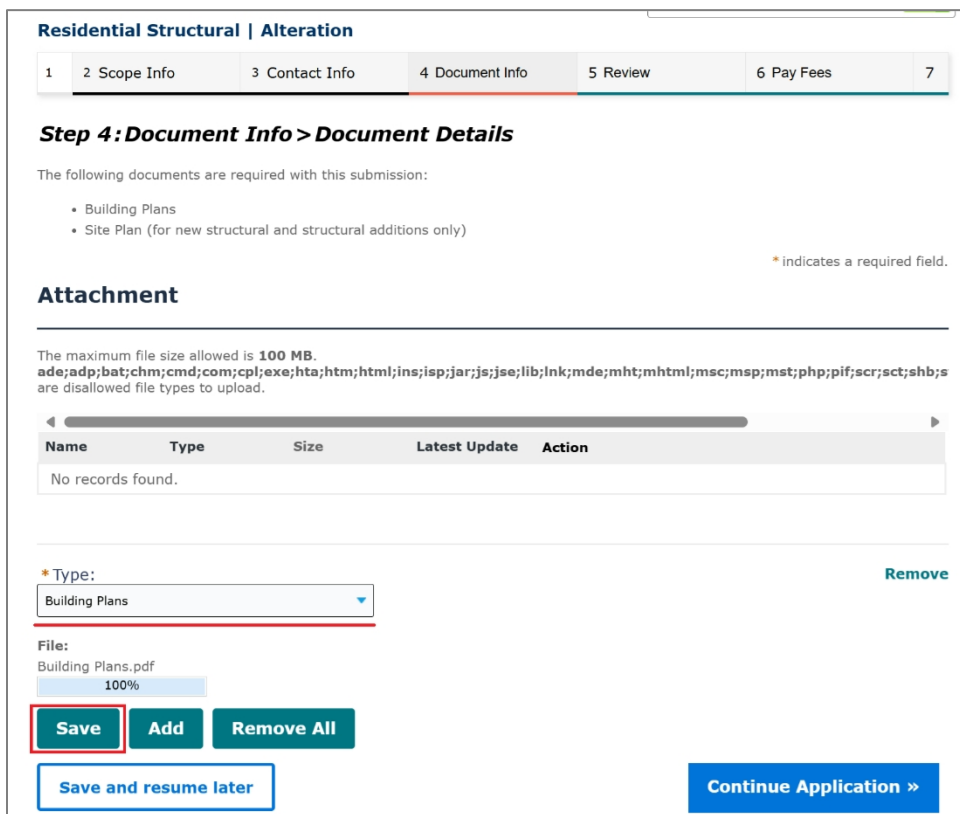 Residential Structural | Alteration
1 2 Scope Info 3 Contact Info 4 Document Info 5 Review 6 Pay Fees 7
Step 4:Document Info>Document Details
The following documents are required with this submission:
• Building Plans
• Site Plan (for new structural and structural additions only)
* indicates a required field.
Attachment
The maximum file size allowed is 100 MB.
ade;adp;bat;chm;cmd;com;cpl;exe;hta;htm;html;ins;isp;jar;js;jse;lib;lnk;mde;mht;mhtml;msc;msp;mst;php;pif;scr;sct;shb;s
are disallowed file types to upload.
Name Type Size Latest Update Action
No records found.
* Type: Remove
Building Plans
File:
Building Plans.pdf
100%
Save Add Remove All
Save and resume later Continue Application »